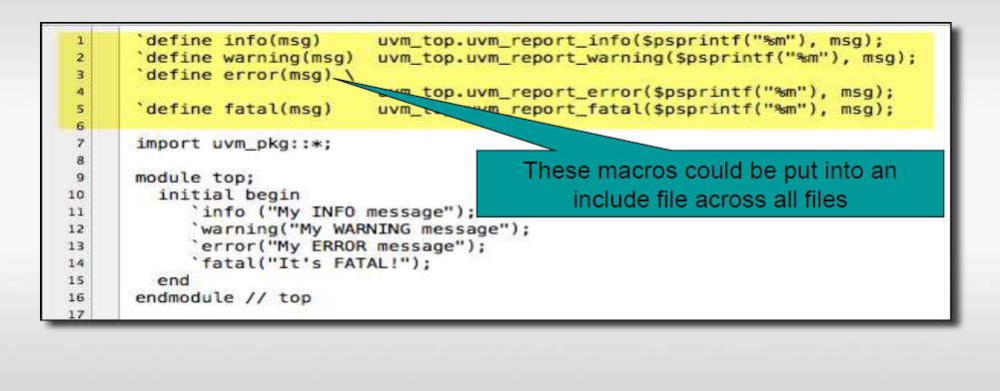 1 `define info(msg) uvm_top.uvm_report_info($psprintf("%m"), msg);
2 `define warning(msg) uvm_top.uvm_report_warning($psprintf("%m"), msg);
3 `define error(msg) \
4 uvm_top.uvm_report_error($psprintf("%m"), msg);
5 `define fatal(msg) uvm_top.uvm_report_fatal($psprintf("%m"), msg);
6
7 import uvm_pkg::*;
8
9 module top;
10 initial begin
11 `info ("My INFO message");
12 `warning("My WARNING message");
13 `error("My ERROR message");
14 `fatal("It's FATAL!");
15 end
16 endmodule // top
17
These macros could be put into an
include file across all files